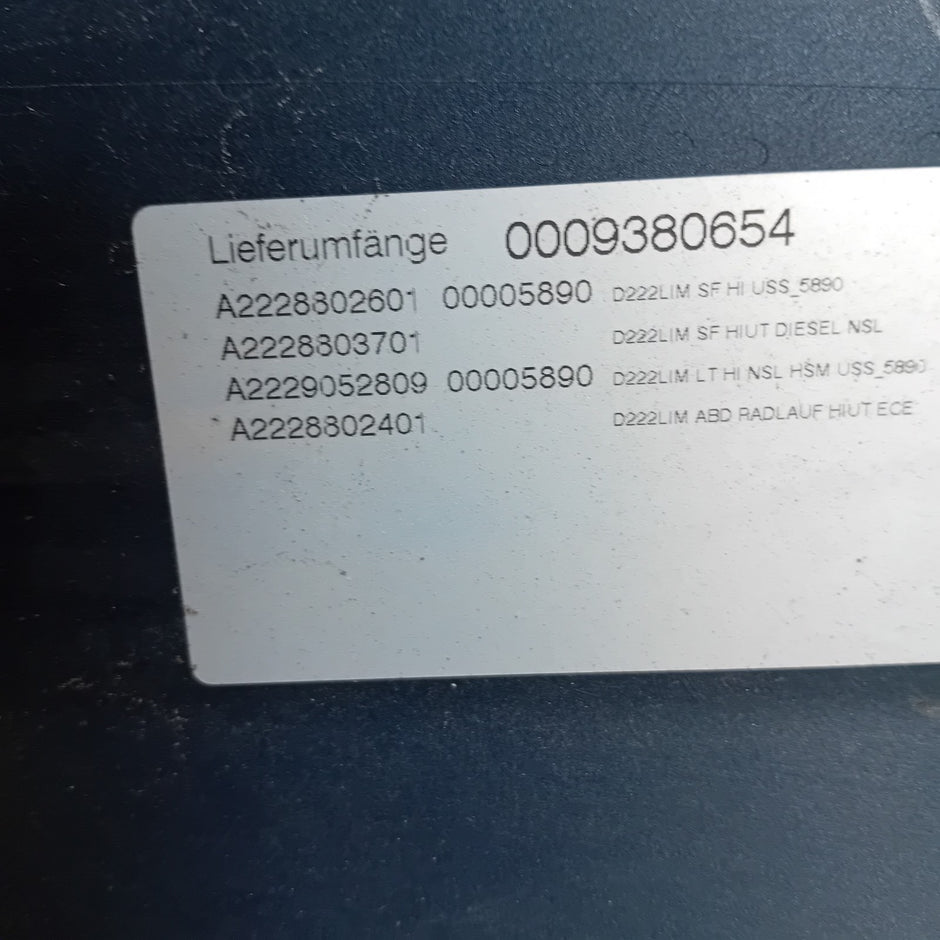 Lieferumfänge 0009380654
A2228802601 00005890 D222LIM SF HI USS_5890
A2228803701 D222LIM SF HIUT DIESEL NSL
A2229052809 00005890 D222LIM LT HI NSL HSM USS_5890
A2228802401 D222LIM ABD RADLAUF HIUT ECE